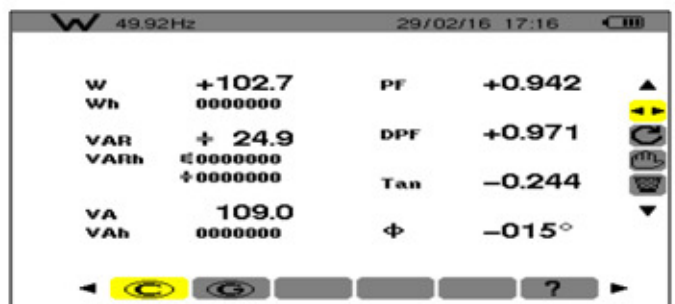 W 49.92Hz 29/02/16 17:16
W +102.7 PF +0.942
Wh 0000000
VAR 24.9 DPF +0.971
VARh 0000000
0000000 Tan -0.244
VA 109.0
VAh 0000000 Φ -015°
C G ?